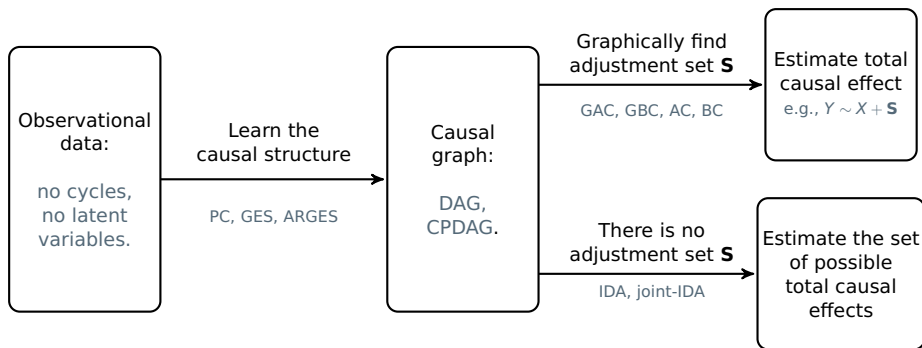 Observational
data:
no cycles,
no latent
variables.
Learn the
causal structure
PC, GES, ARGES
Causal
graph:
DAG,
CPDAG.
Graphically find
adjustment set S
GAC, GBC, AC, BC
Estimate total
causal effect
e.g., Y ∼ X + S
There is no
adjustment set S
IDA, joint-IDA
Estimate the set
of possible
total causal
effects